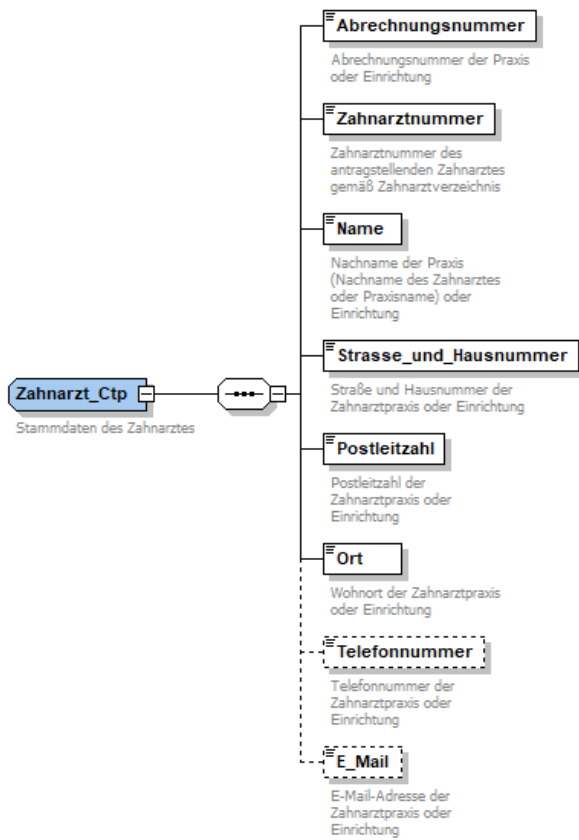 Abrechnungsnummer
Abrechnungsnummer der Praxis
oder Einrichtung
Zahnarztnummer
Zahnarztnummer des
antragstellenden Zahnarztes
gemäß Zahnarztverzeichnis
Name
Nachname der Praxis
(Nachname des Zahnarztes
oder Praxisname) oder
Einrichtung
Strasse_und_Hausnummer
Straße und Hausnummer der
Zahnarztpraxis oder Einrichtung
Zahnarzt_Ctp
Stammdaten des Zahnarztes
Postleitzahl
Postleitzahl der
Zahnarztpraxis oder
Einrichtung
Ort
Wohnort der Zahnarztpraxis
oder Einrichtung
Telefonnummer
Telefonnummer der
Zahnarztpraxis oder
Einrichtung
E_Mail
E-Mail-Adresse der
Zahnarztpraxis oder
Einrichtung